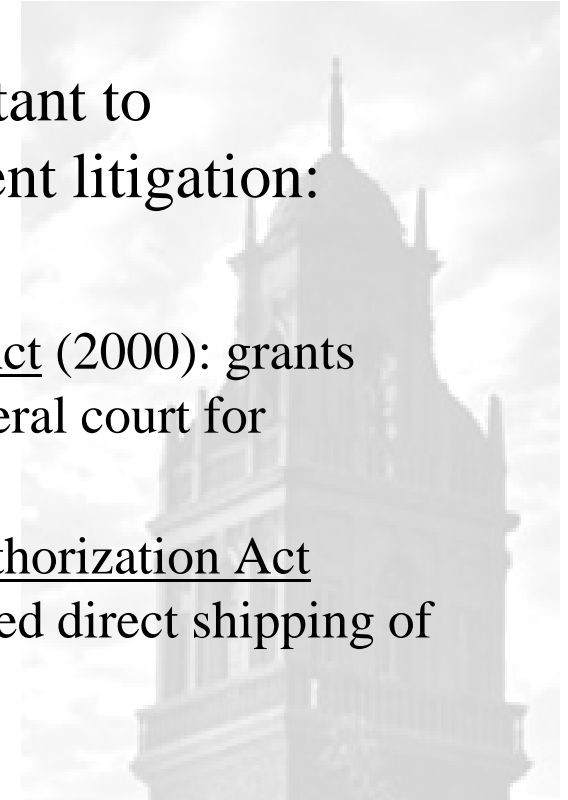 tant to
ent litigation:
ct (2000): grants
eral court for
thorization Act
ed direct shipping of